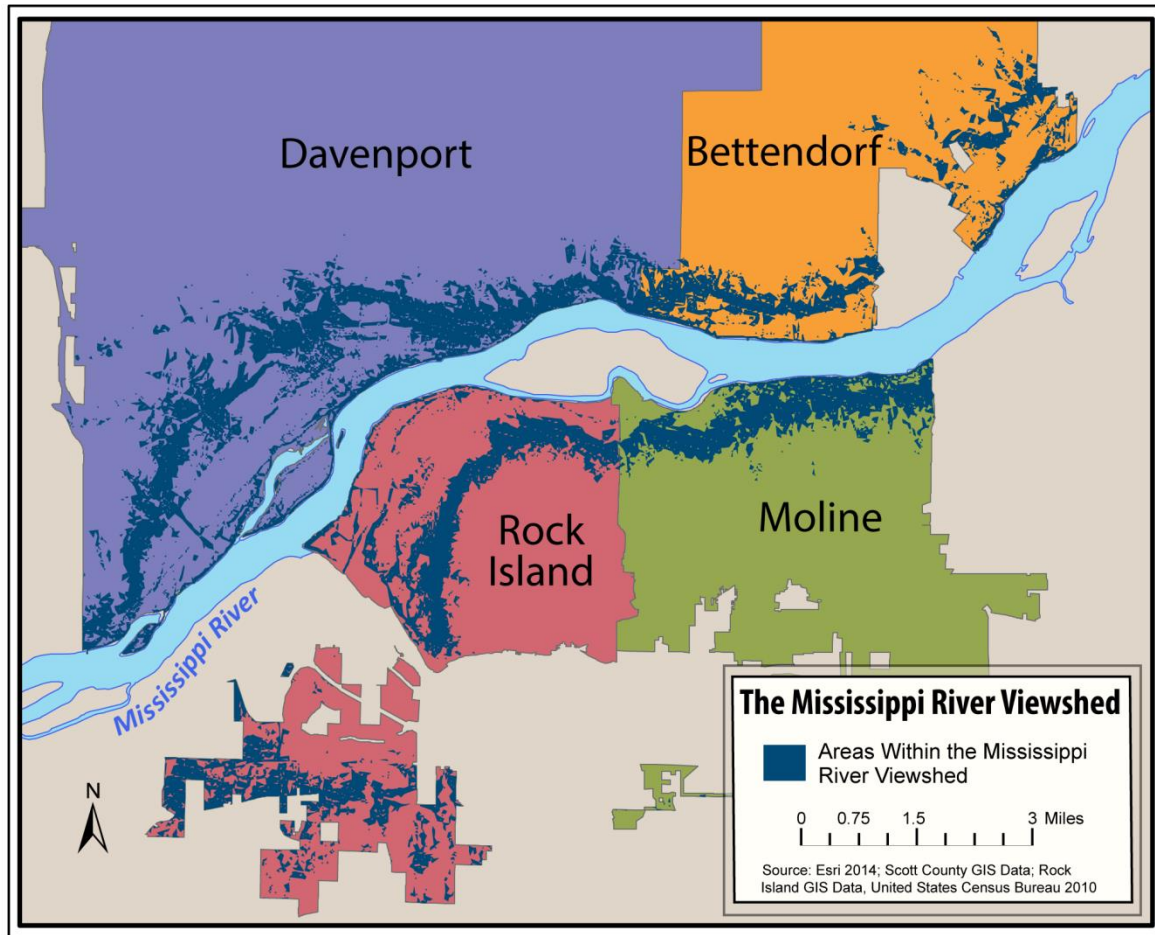 Davenport
Bettendorf
Rock
Island
Moline
Mississippi River
N
The Mississippi River Viewshed
Areas Within the Mississippi
River Viewshed
0 0.75 1.5 3 Miles
Source: Esri 2014; Scott County GIS Data; Rock
Island GIS Data, United States Census Bureau 2010